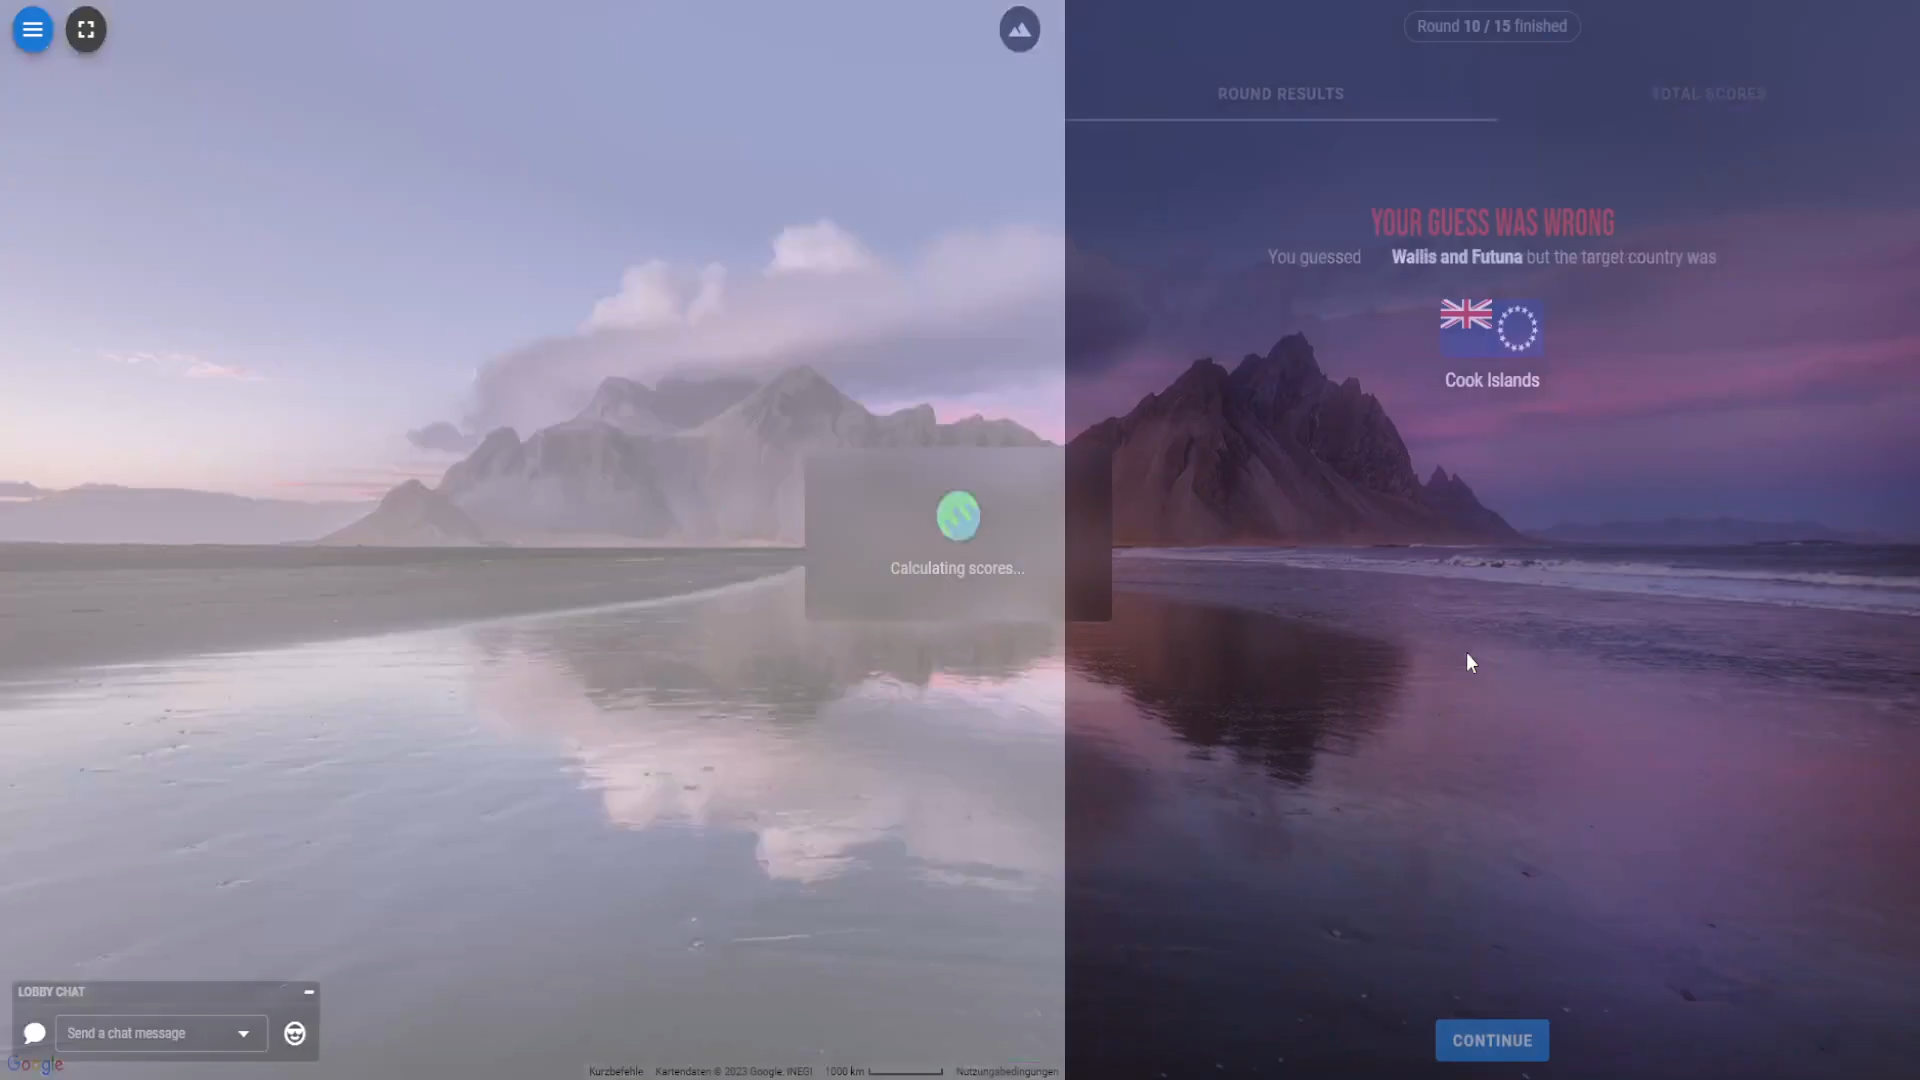 Round 10 / 15 finished
ROUND RESULTS
TOTAL SCORES
YOUR GUESS WAS WRONG
You guessed Wallis and Futuna but the target country was
Cook Islands
Calculating scores...
LOBBY CHAT
Send a chat message
Google
Kurzbefehle Kartendaten © 2023 Google, INEGI 1000 km Nutzungsbedingungen
CONTINUE